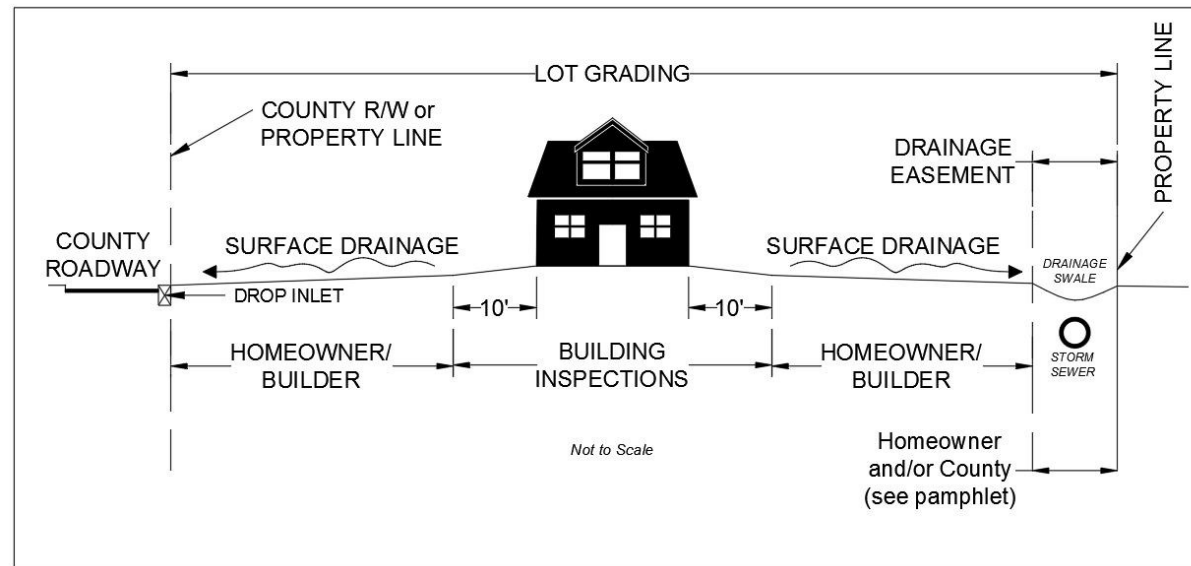 LOT GRADING
COUNTY R/W or
PROPERTY LINE
PROPERTY LINE
DRAINAGE
EASEMENT
COUNTY
ROADWAY
SURFACE DRAINAGE
SURFACE DRAINAGE
DRAINAGE
SWALE
DROP INLET
10'
10'
HOMEOWNER/
BUILDER
BUILDING
INSPECTIONS
HOMEOWNER/
BUILDER
STORM
SEWER
Not to Scale
Homeowner
and/or County
(see pamphlet)